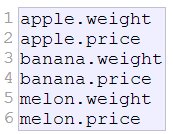 1 apple.weight
2 apple.price
3 banana.weight
4 banana.price
5 melon.weight
6 melon.price